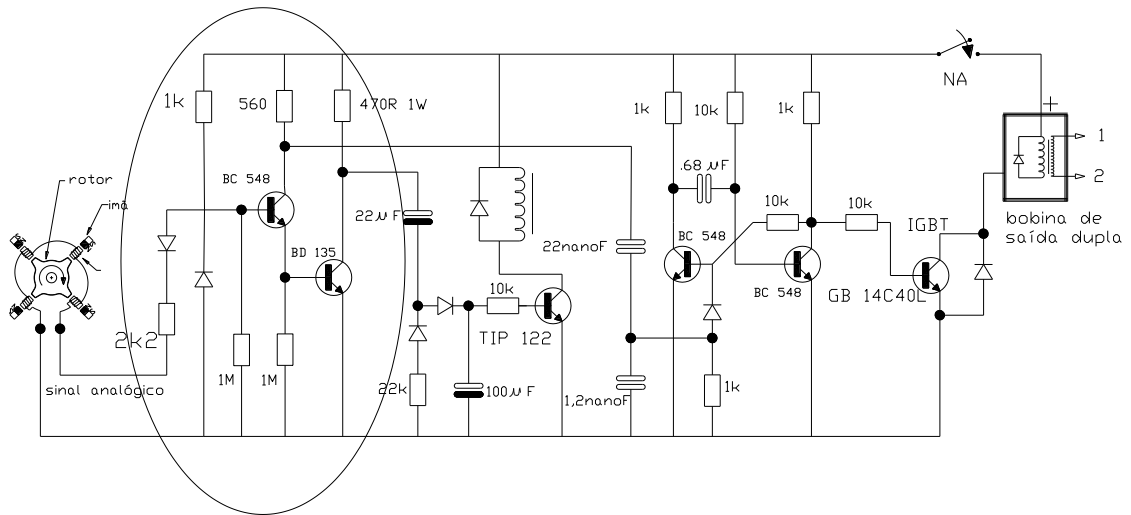 1k
560
470R 1W
1k
10k
1k
NA
+
1
2
BC 548
rotor
imã
.68 µF
22µF
10k
10k
bobina de
saída dupla
BD 135
22nanoF
BC 548
IGBT
10k
BC 548
GB 14C40L
2k2
TIP 122
1M
1M
22k
100µF
1,2nanoF
1k
sinal analógico